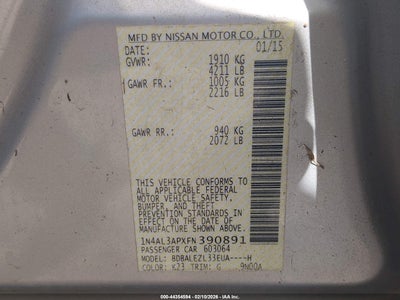 MFD BY NISSAN MOTOR CO., LTD.
DATE: 01/15
GVWR: 1910 KG
4211 LB
GAWR FR.: 1005 KG
2216 LB
GAWR RR.: 940 KG
2072 LB
THIS VEHICLE CONFORMS TO
ALL APPLICABLE FEDERAL
MOTOR VEHICLE SAFETY,
BUMPER, AND THEFT
PREVENTION STANDARDS
IN EFFECT ON THE DATE OF
MANUFACTURE SHOWN ABOVE.
1N4AL3APXFN390891
PASSENGER CAR 603064
MODEL: BDBALEZL33EUA----H
COLOR: K23 TRIM: G 9N00A
STOCK #: 44354594 | 02/10/2026 | IAA, Inc. ©